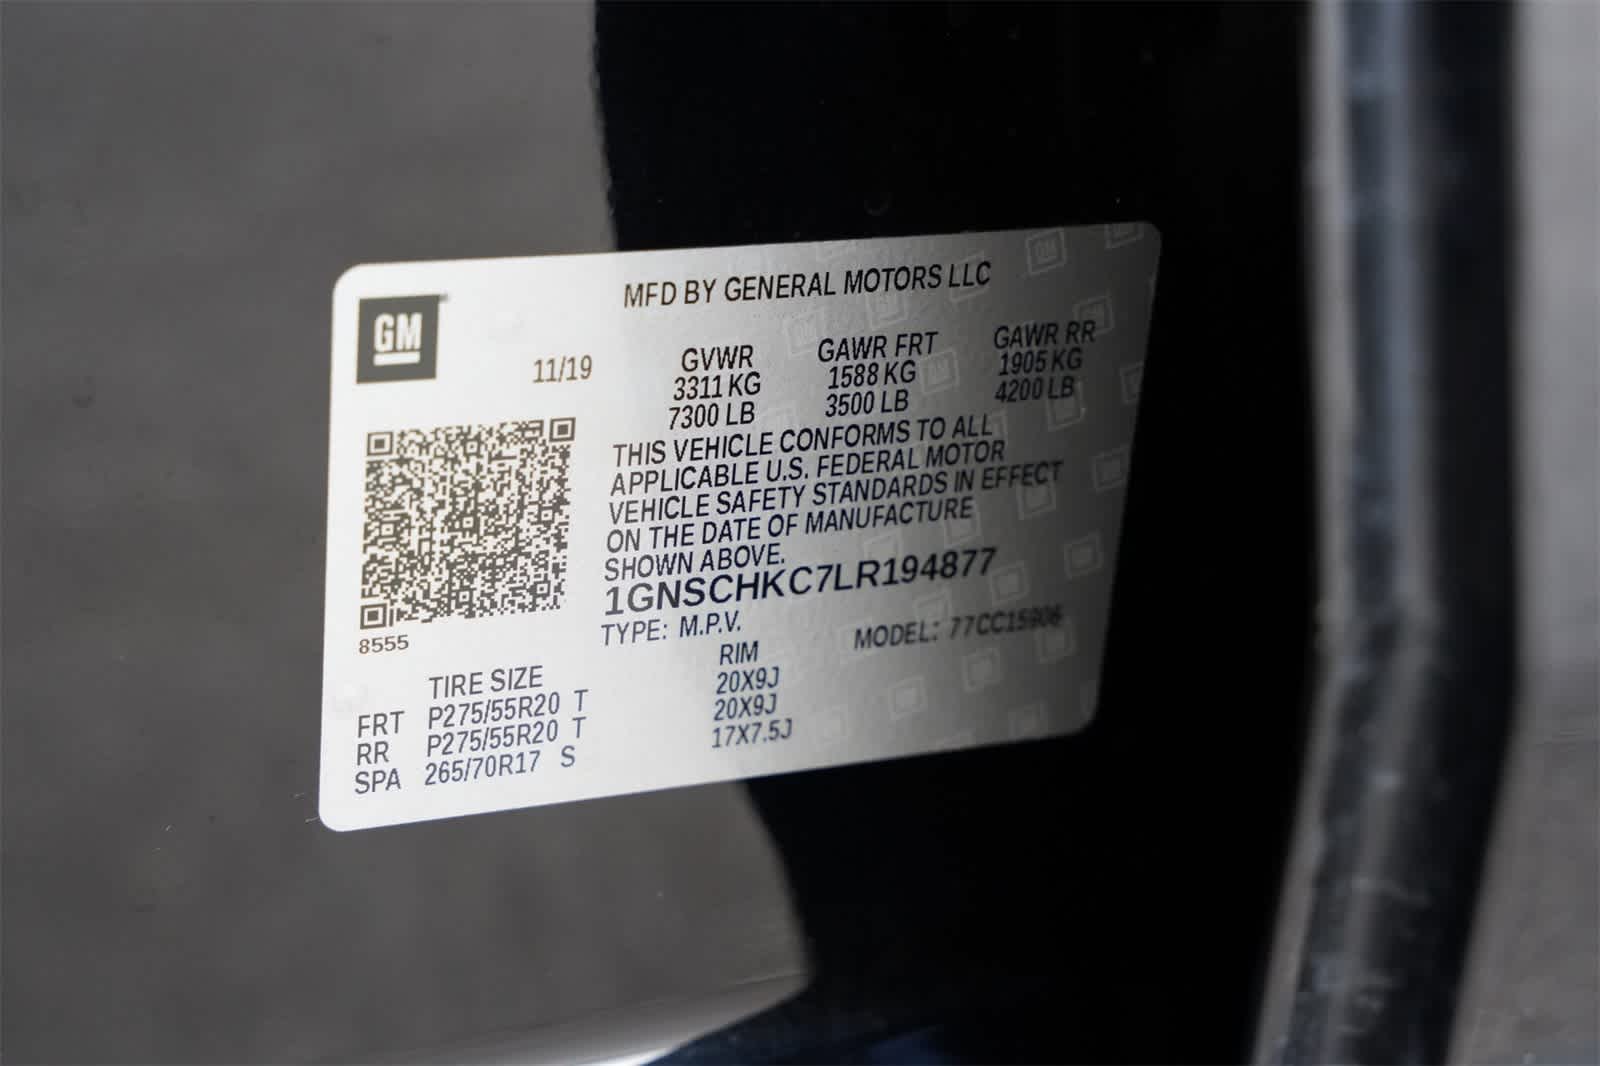 MFD BY GENERAL MOTORS LLC
GM
11/19
GVWR GAWR FRT GAWR RR
3311 KG 1588 KG 1905 KG
7300 LB 3500 LB 4200 LB
THIS VEHICLE CONFORMS TO ALL
APPLICABLE U.S. FEDERAL MOTOR
VEHICLE SAFETY STANDARDS IN EFFECT
ON THE DATE OF MANUFACTURE
SHOWN ABOVE.
1GNSCHKC7LR194877
8555
TYPE: M.P.V. MODEL: 77CC15906
TIRE SIZE RIM
FRT P275/55R20 T 20X9J
RR P275/55R20 T 20X9J
SPA 265/70R17 S 17X7.5J